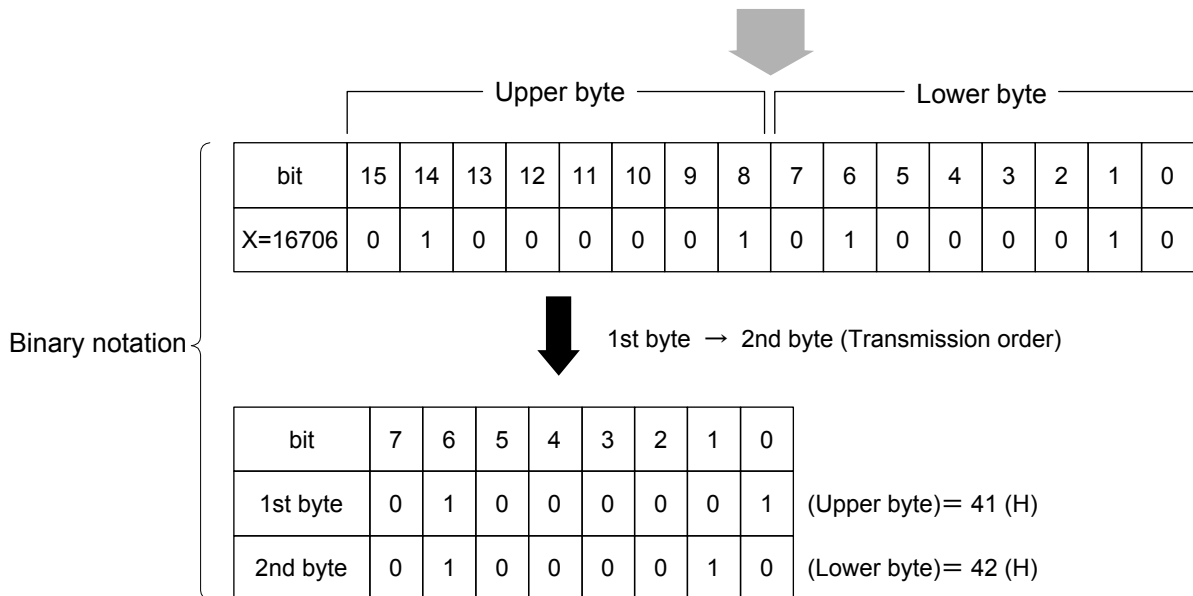 Upper byte Lower byte
bit 15 14 13 12 11 10 9 8 7 6 5 4 3 2 1 0
X=16706 0 1 0 0 0 0 0 1 0 1 0 0 0 0 1 0
Binary notation
1st byte → 2nd byte (Transmission order)
bit 7 6 5 4 3 2 1 0
1st byte 0 1 0 0 0 0 0 1 (Upper byte)＝ 41 (H)
2nd byte 0 1 0 0 0 0 1 0 (Lower byte)＝ 42 (H)